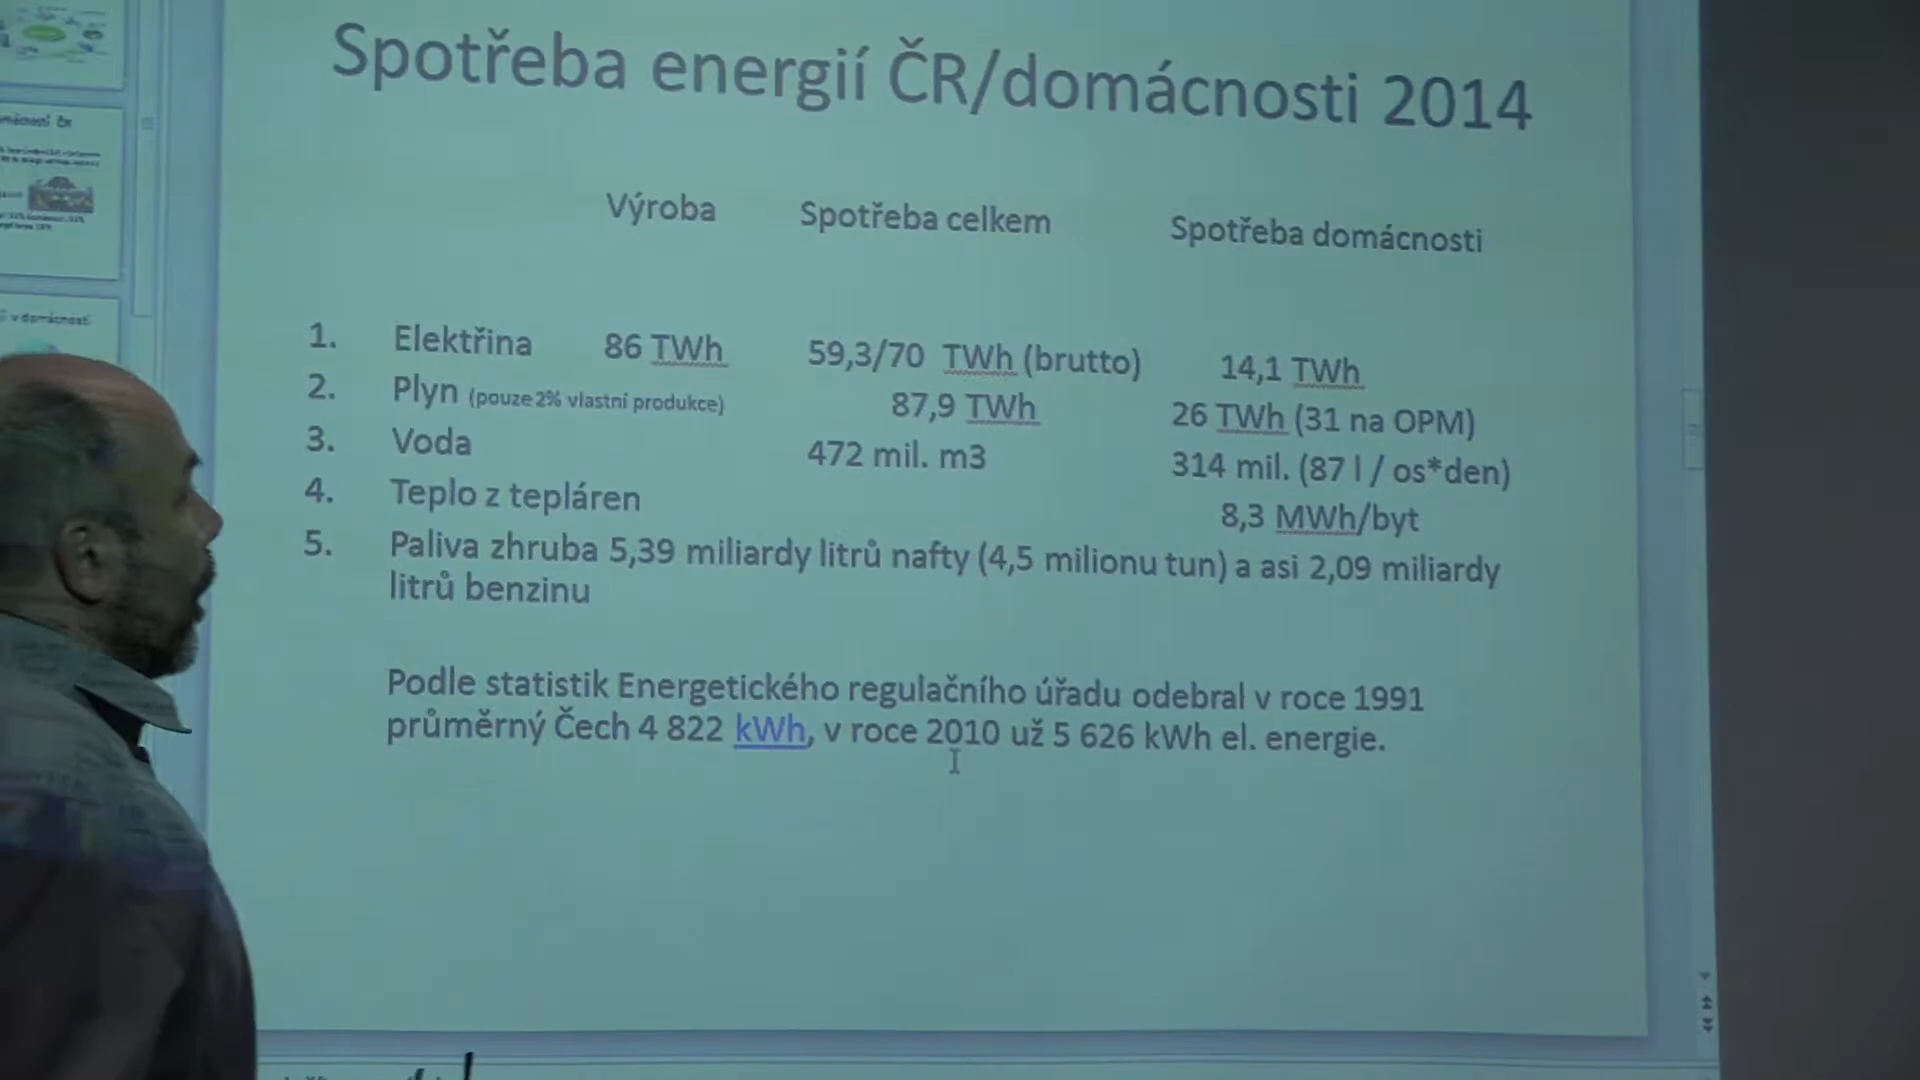 Spotřeba energií ČR/domácnosti 2014
Výroba Spotřeba celkem Spotřeba domácnosti
1. Elektřina 86 TWh 59,3/70 TWh (brutto) 14,1 TWh
2. Plyn (pouze 2% vlastní produkce) 87,9 TWh 26 TWh (31 na OPM)
3. Voda 472 mil. m3 314 mil. (87 l / os*den)
4. Teplo z tepláren 8,3 MWh/byt
5. Paliva zhruba 5,39 miliardy litrů nafty (4,5 milionu tun) a asi 2,09 miliardy
litrů benzinu
Podle statistik Energetického regulačního úřadu odebral v roce 1991
průměrný Čech 4 822 kWh, v roce 2010 už 5 626 kWh el. energie.
v domácnosti